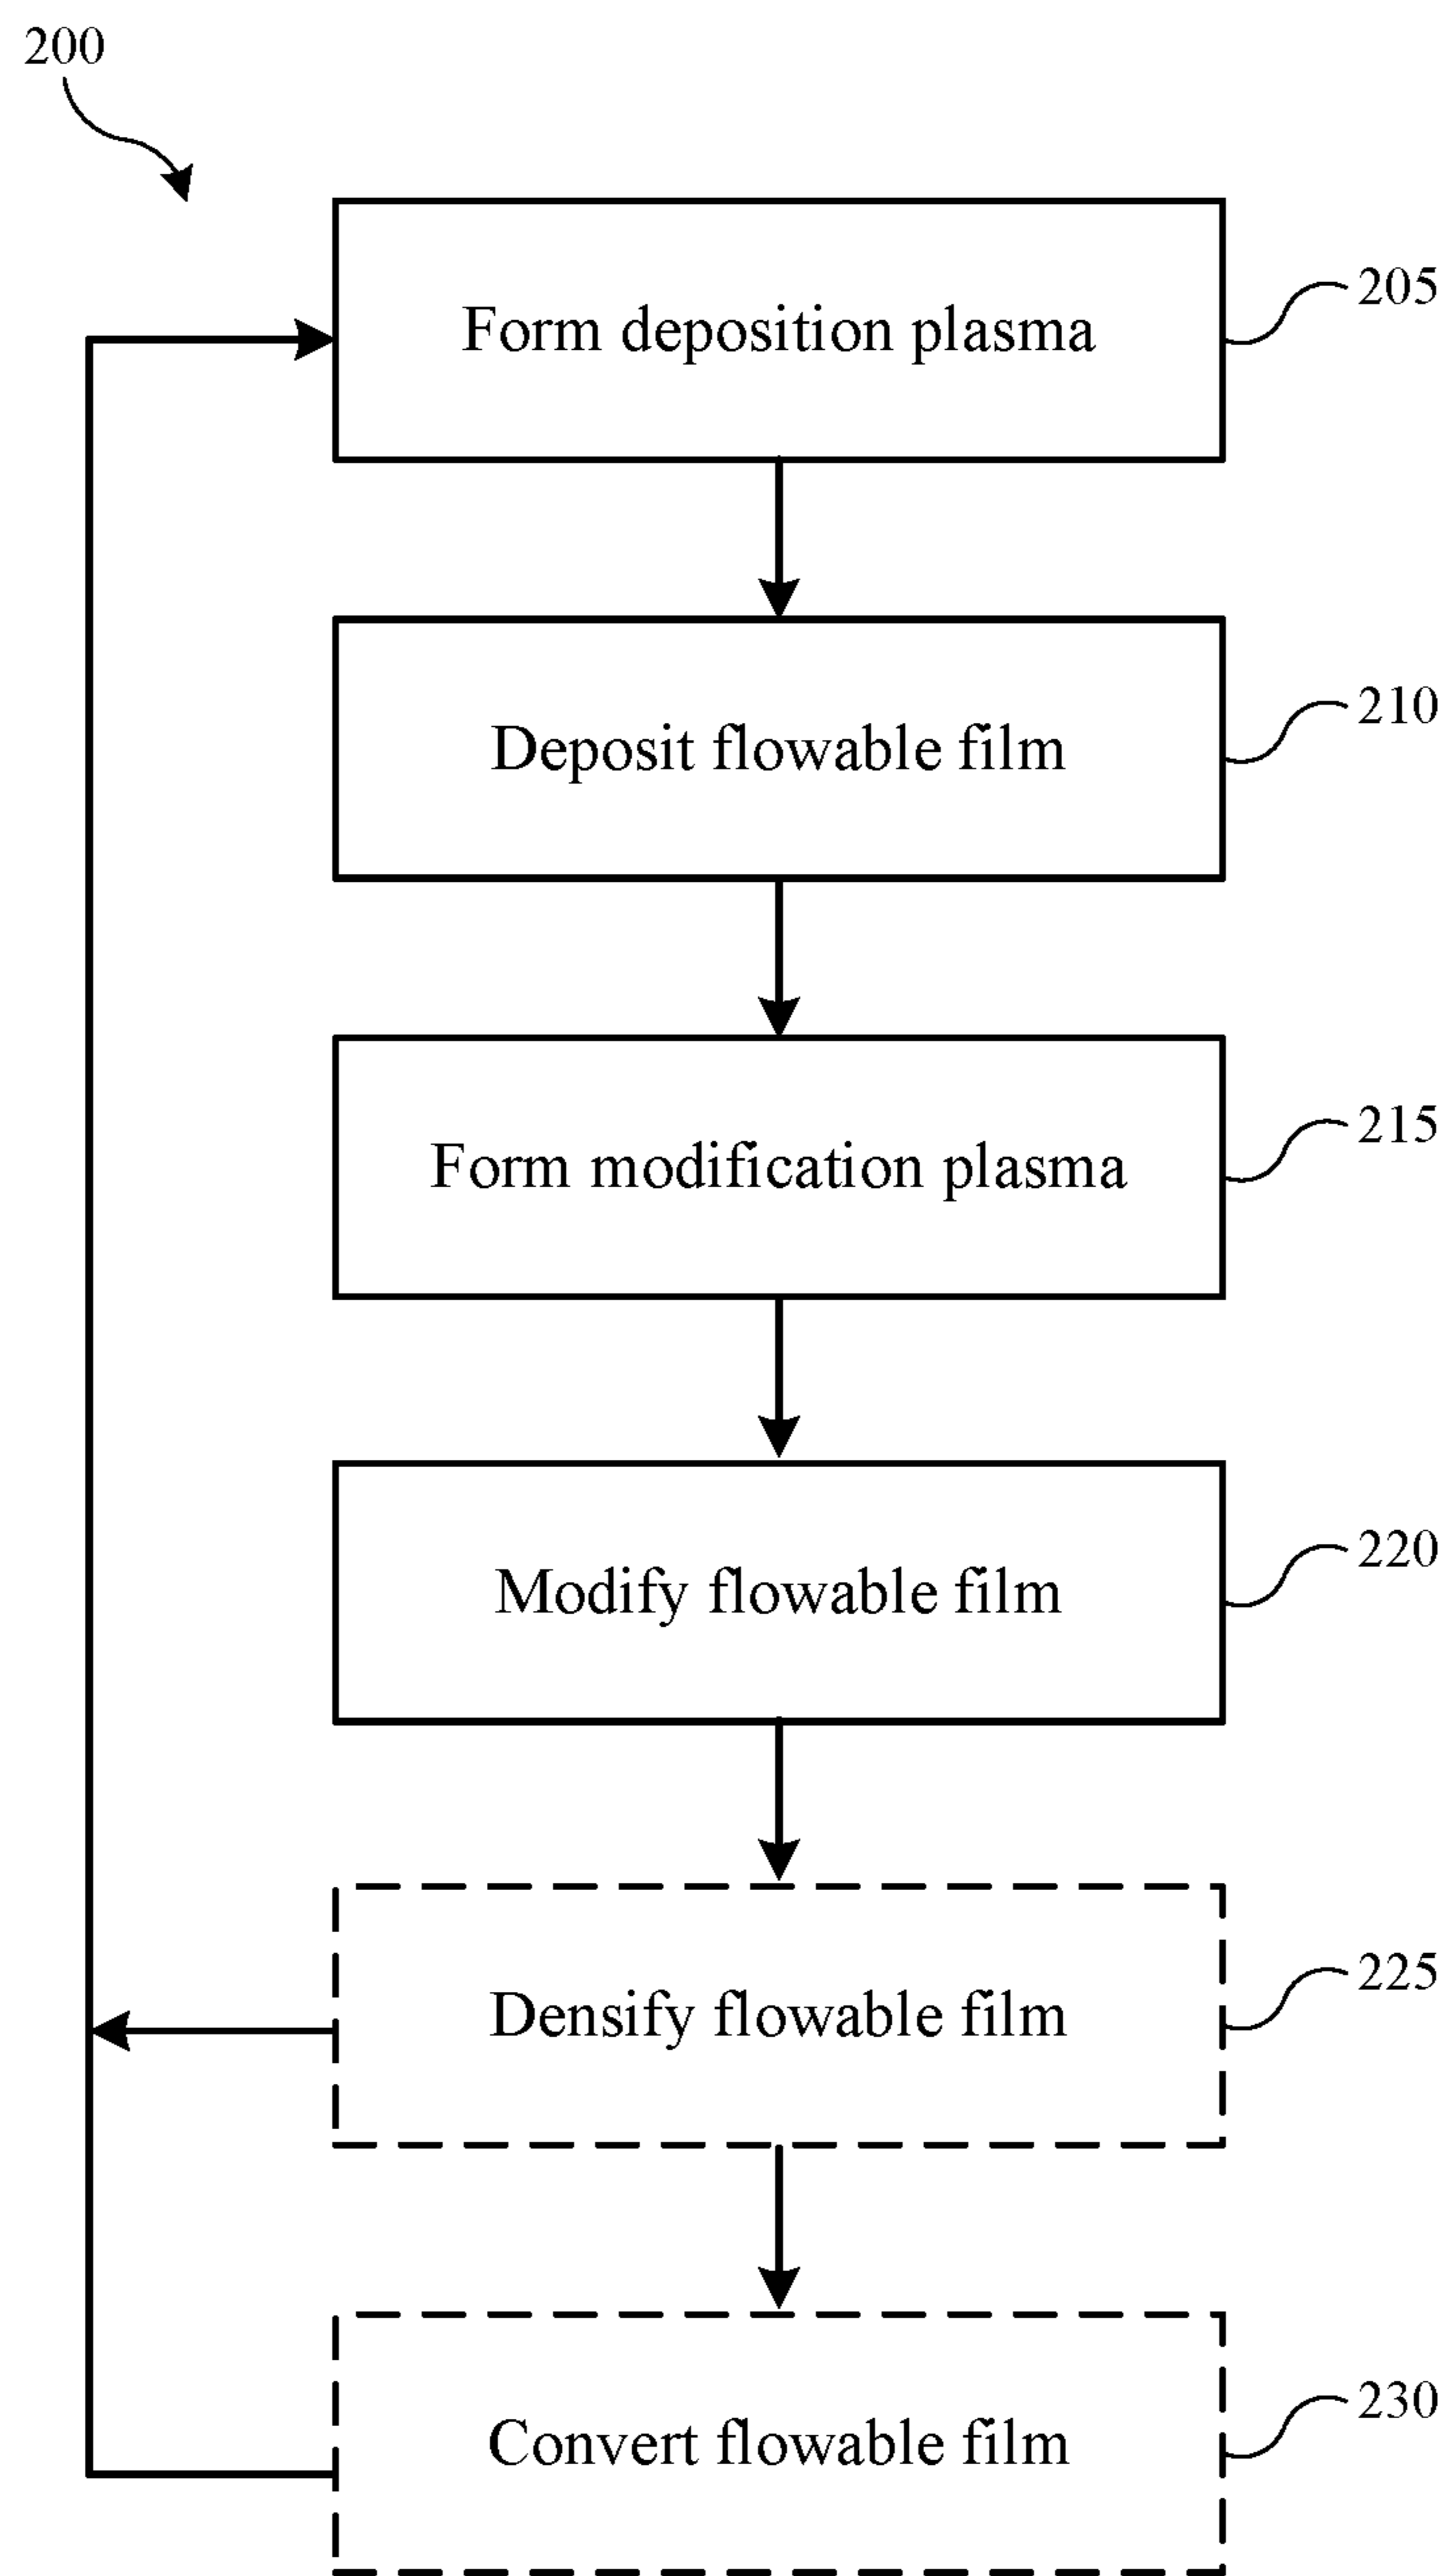 200
Form deposition plasma
205
Deposit flowable film
210
Form modification plasma
215
Modify flowable film
220
Densify flowable film
225
Convert flowable film
230